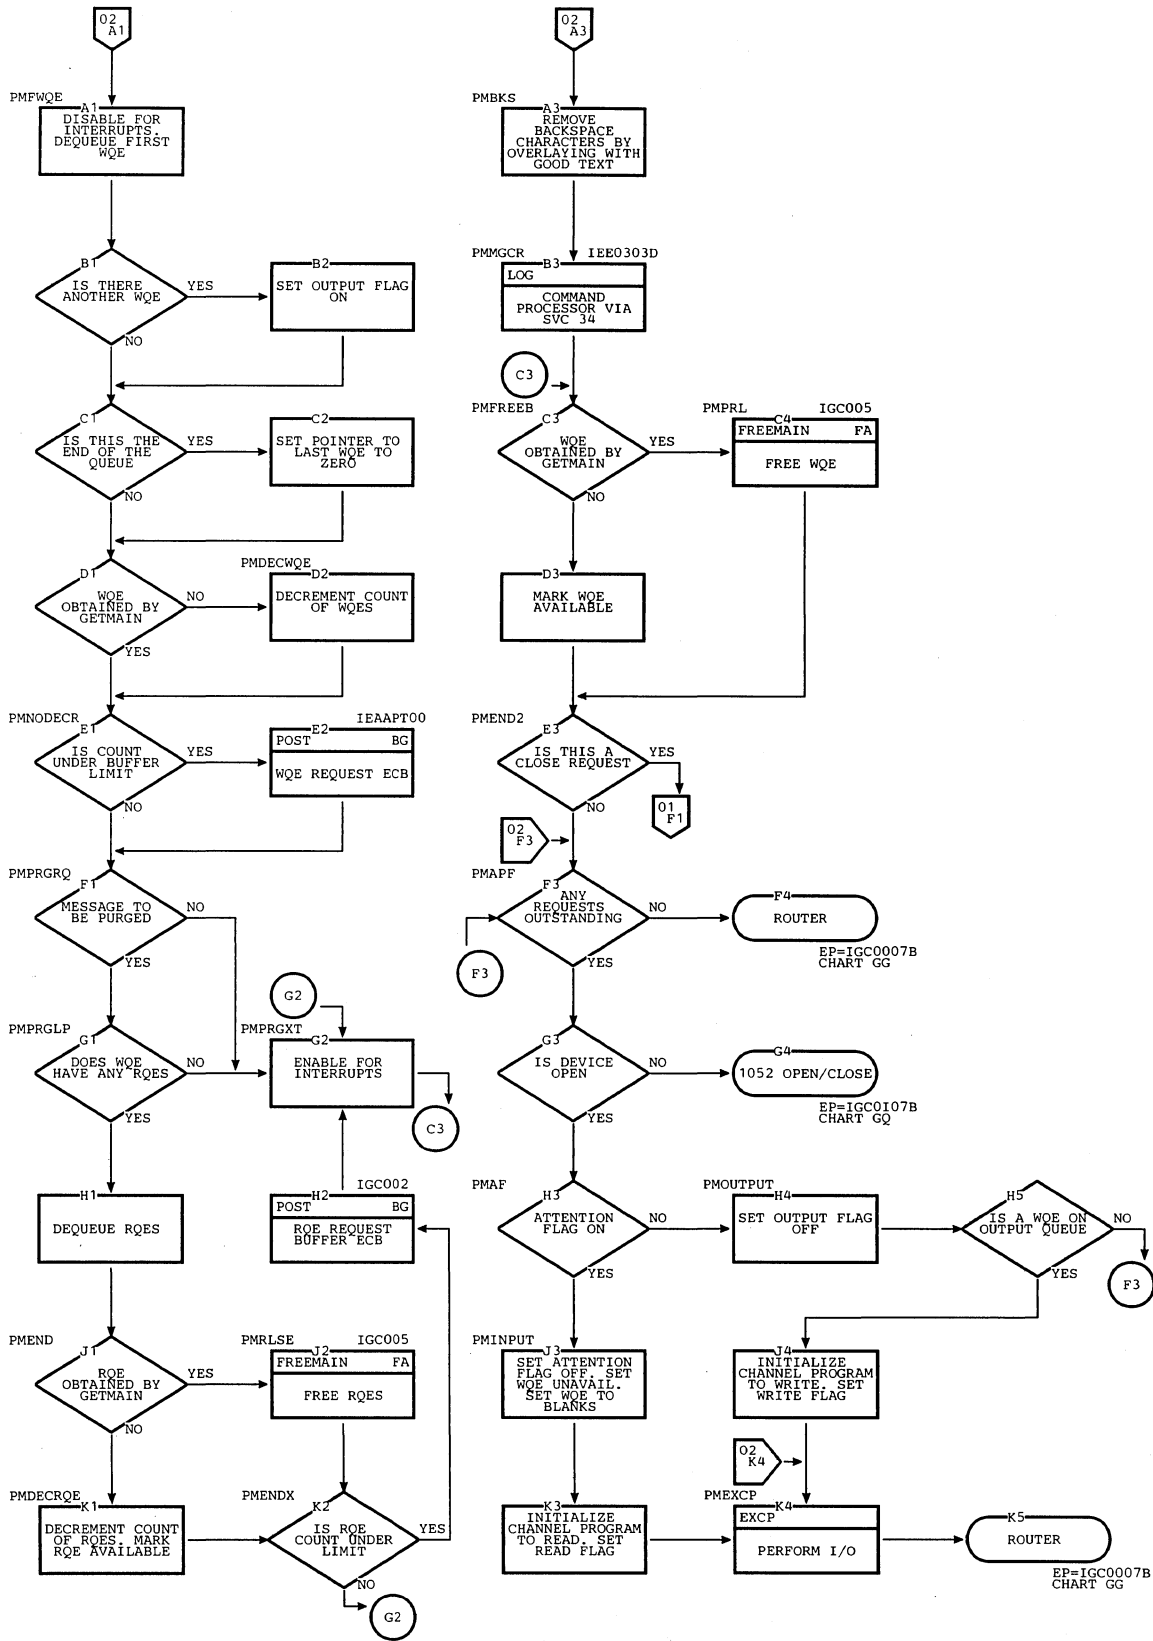 02
A1
02
A3
PMFWQE
A1
DISABLE FOR
INTERRUPTS.
DEQUEUE FIRST
WQE
PMBKS
A3
REMOVE
BACKSPACE
CHARACTERS BY
OVERLAYING WITH
GOOD TEXT
B1
IS THERE
ANOTHER WQE
YES
NO
B2
SET OUTPUT FLAG
ON
PMMGCR
IEE0303D
B3
LOG
COMMAND
PROCESSOR VIA
SVC 34
C3
C1
IS THIS THE
END OF THE
QUEUE
YES
NO
C2
SET POINTER TO
LAST WQE TO
ZERO
PMFREEB
C3
WQE
OBTAINED BY
GETMAIN
YES
NO
PMPRL
IGC005
C4
FREEMAIN FA
FREE WQE
D1
WQE
OBTAINED BY
GETMAIN
NO
YES
PMDECWQE
D2
DECREMENT COUNT
OF WQES
D3
MARK WQE
AVAILABLE
PMNODECR
E1
IS COUNT
UNDER BUFFER
LIMIT
YES
NO
IEAAPT00
E2
POST BG
WQE REQUEST ECB
PMEND2
E3
IS THIS A
CLOSE REQUEST
YES
NO
01
F1
02
F3
PMPRGRQ
F1
MESSAGE TO
BE PURGED
NO
YES
PMAPF
F3
ANY
REQUESTS
OUTSTANDING
NO
YES
F3
F4
ROUTER
EP=IGC0007B
CHART GG
G2
PMPRGLP
G1
DOES WQE
HAVE ANY RQES
NO
YES
PMPRGXT
G2
ENABLE FOR
INTERRUPTS
C3
G3
IS DEVICE
OPEN
NO
YES
G4
1052 OPEN/CLOSE
EP=IGC0I07B
CHART GQ
H1
DEQUEUE RQES
IGC002
H2
POST BG
RQE REQUEST
BUFFER ECB
PMAF
H3
ATTENTION
FLAG ON
NO
YES
PMOUTPUT
H4
SET OUTPUT FLAG
OFF
H5
IS A WQE ON
OUTPUT QUEUE
NO
YES
F3
PMEND
J1
RQE
OBTAINED BY
GETMAIN
YES
NO
PMRLSE
IGC005
J2
FREEMAIN FA
FREE RQES
PMINPUT
J3
SET ATTENTION
FLAG OFF. SET
WQE UNAVAIL.
SET WQE TO
BLANKS
J4
INITIALIZE
CHANNEL PROGRAM
TO WRITE. SET
WRITE FLAG
02
K4
PMDECRQE
K1
DECREMENT COUNT
OF RQES. MARK
RQE AVAILABLE
PMENDX
K2
IS RQE
COUNT UNDER
LIMIT
YES
NO
G2
K3
INITIALIZE
CHANNEL PROGRAM
TO READ. SET
READ FLAG
PMEXCP
K4
EXCP
PERFORM I/O
K5
ROUTER
EP=IGC0007B
CHART GG